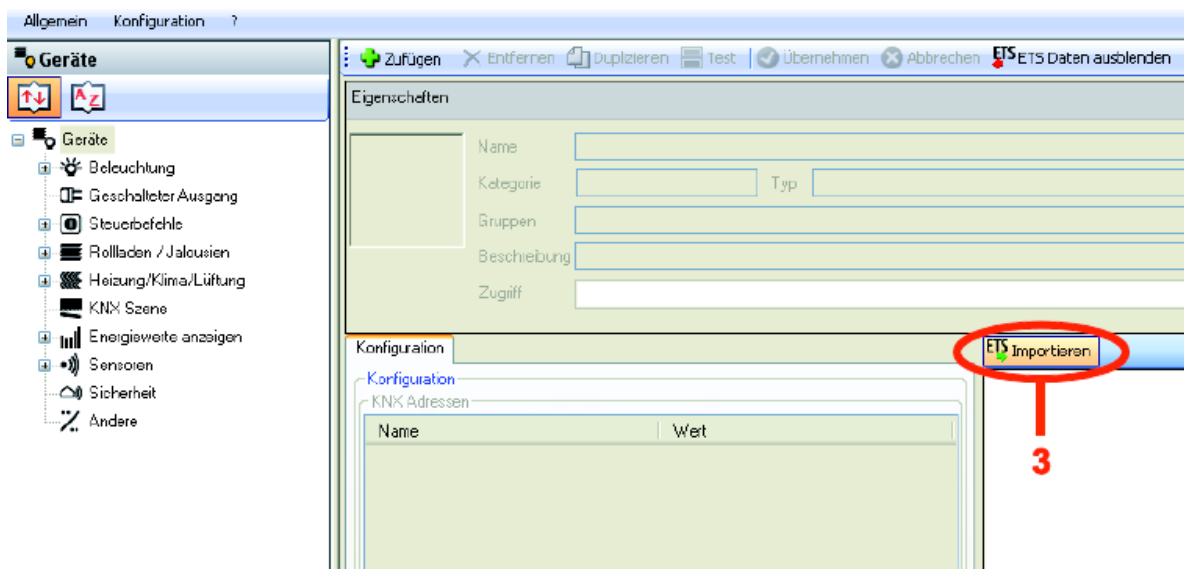 Allgemein Konfiguration ?
Geräte
Zufügen Entfernen Duplizieren Test Übernehmen Abbrechen ETS ETS Daten ausblenden
A Z
Eigenschaften
Geräte
Beleuchtung
Geschalteter Ausgang
Steuerbefehle
Rollladen / Jalousien
Heizung/Klima/Lüftung
KNX Szene
Energiewerte anzeigen
Sensoren
Sicherheit
Andere
Name
Kategorie Typ
Gruppen
Beschreibung
Zugriff
Konfiguration
ETS Importieren
Konfiguration
KNX Adressen
Name Wert
3